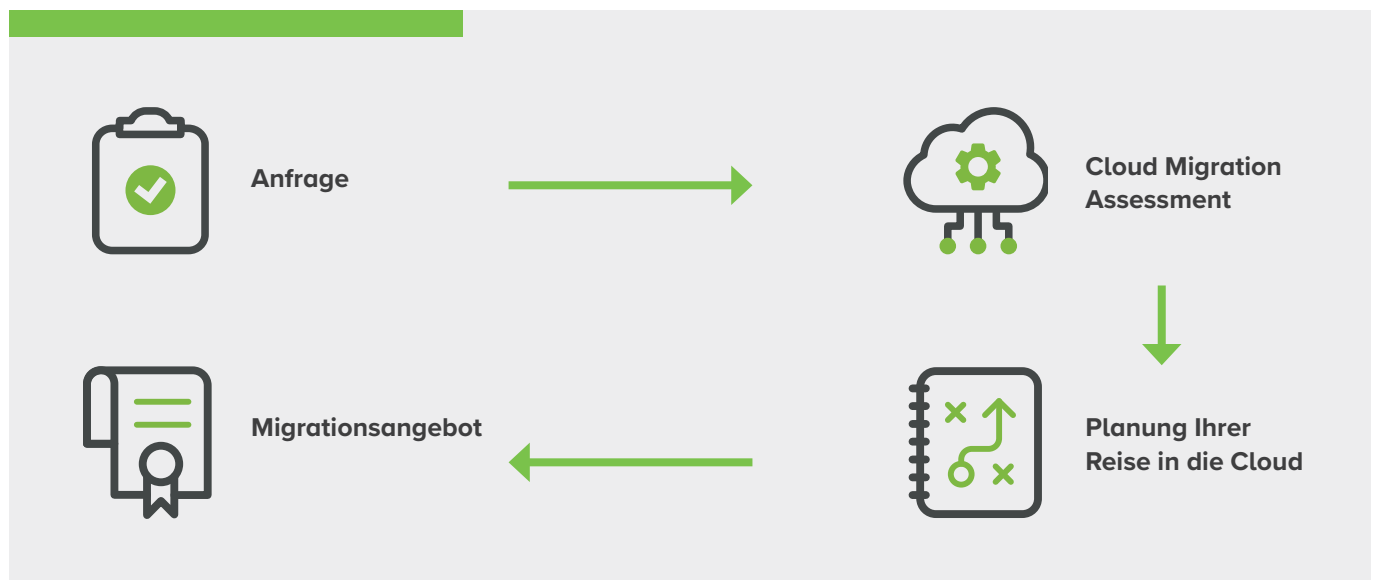 Anfrage
Cloud Migration
Assessment
Migrationsangebot
Planung Ihrer
Reise in die Cloud